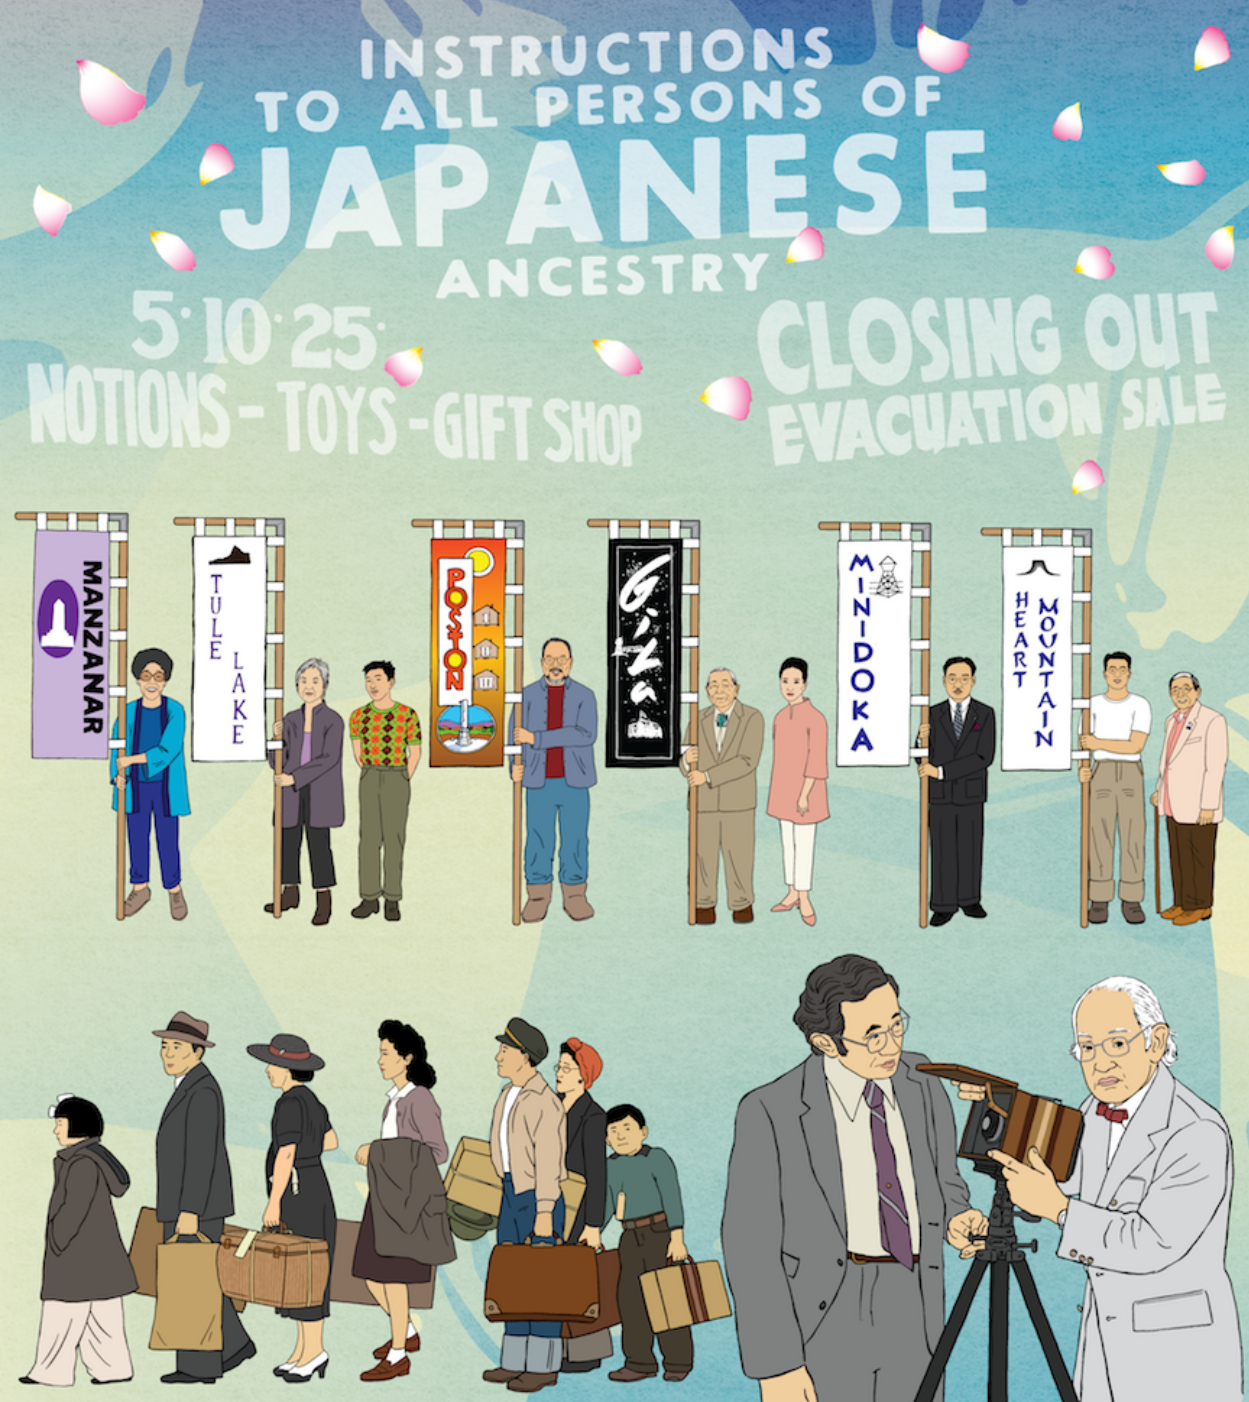 INSTRUCTIONS
TO ALL PERSONS OF
JAPANESE
ANCESTRY
5· 10· 25·
NOTIONS - TOYS - GIFT SHOP
CLOSING OUT
EVACUATION SALE
MANZANAR
TULE
LAKE
POSTON
Giza
MINIDOKA
HEART
MOUNTAIN